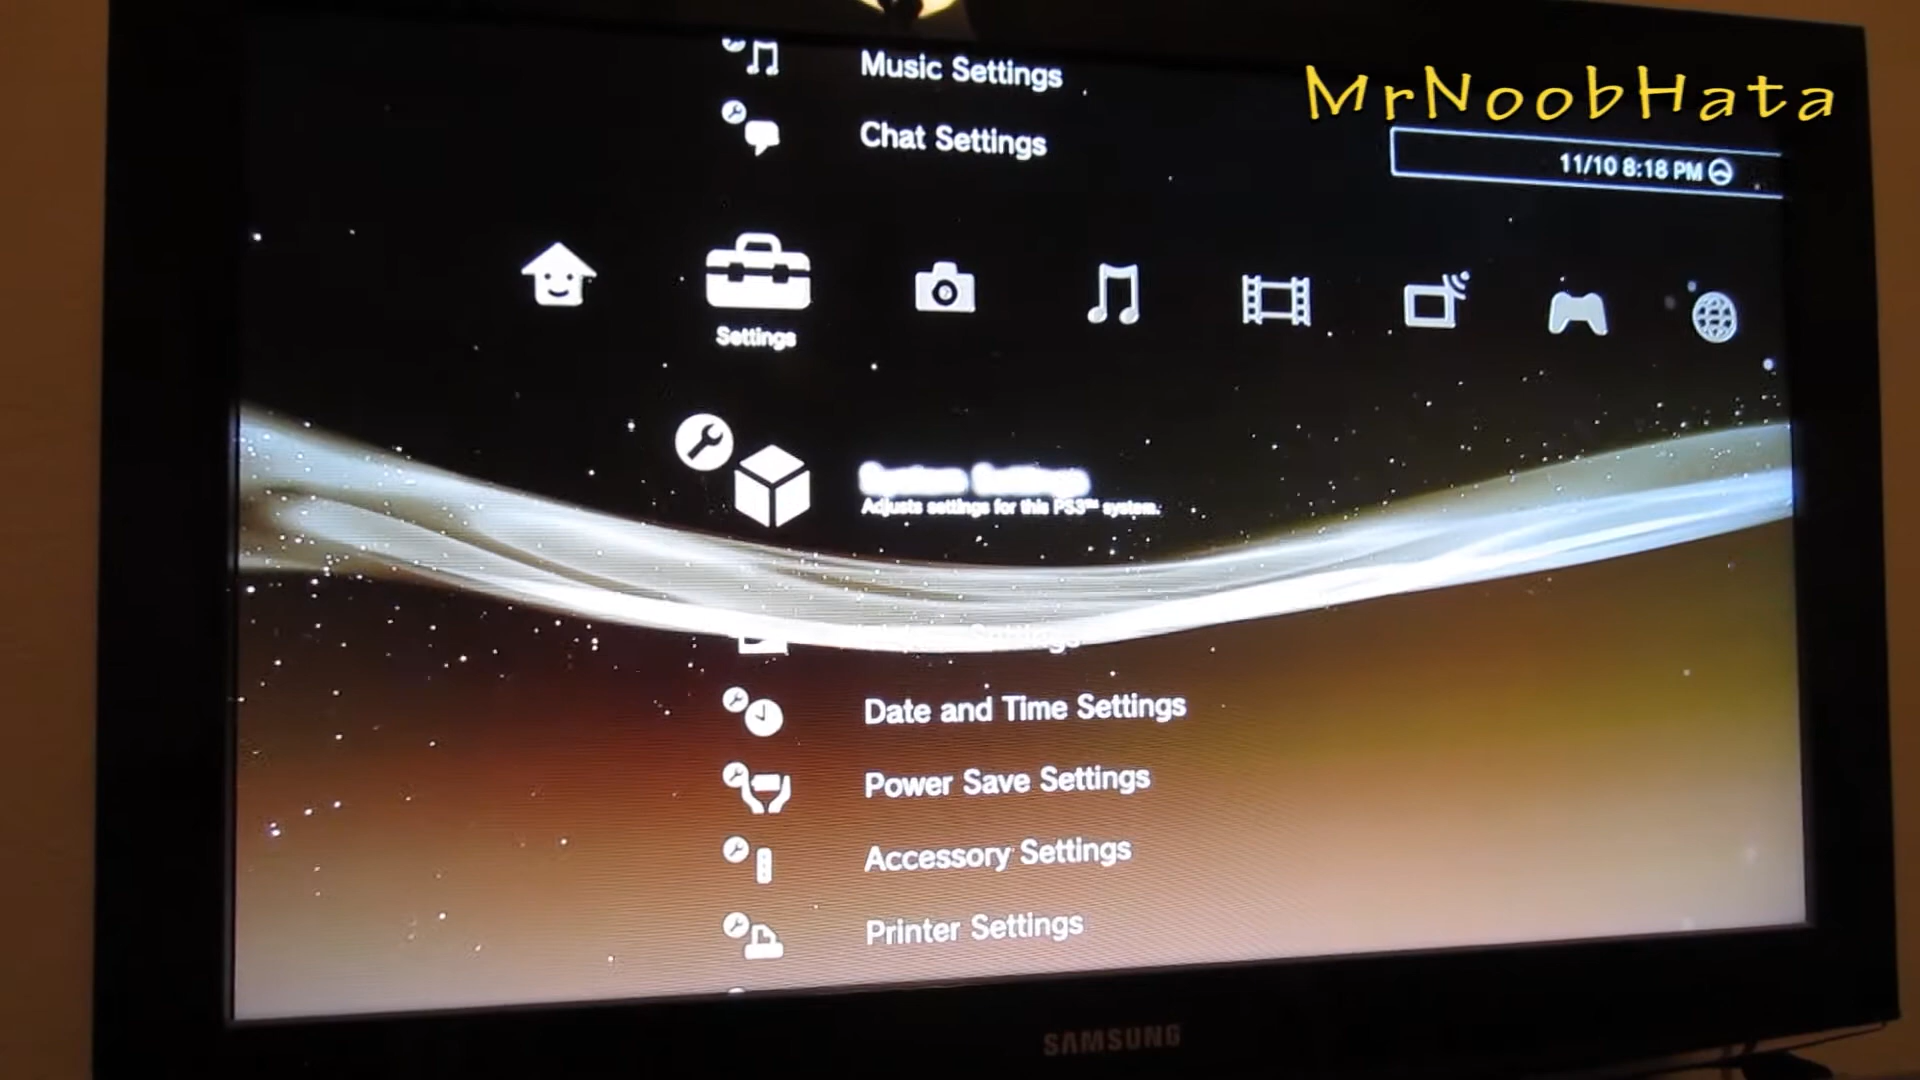 Music Settings
MrNoobHata
Chat Settings
11/10 8:18 PM
Settings
System Settings
Adjusts settings for this PS3™ system.
Settings
Date and Time Settings
Power Save Settings
Accessory Settings
Printer Settings
SAMSUNG